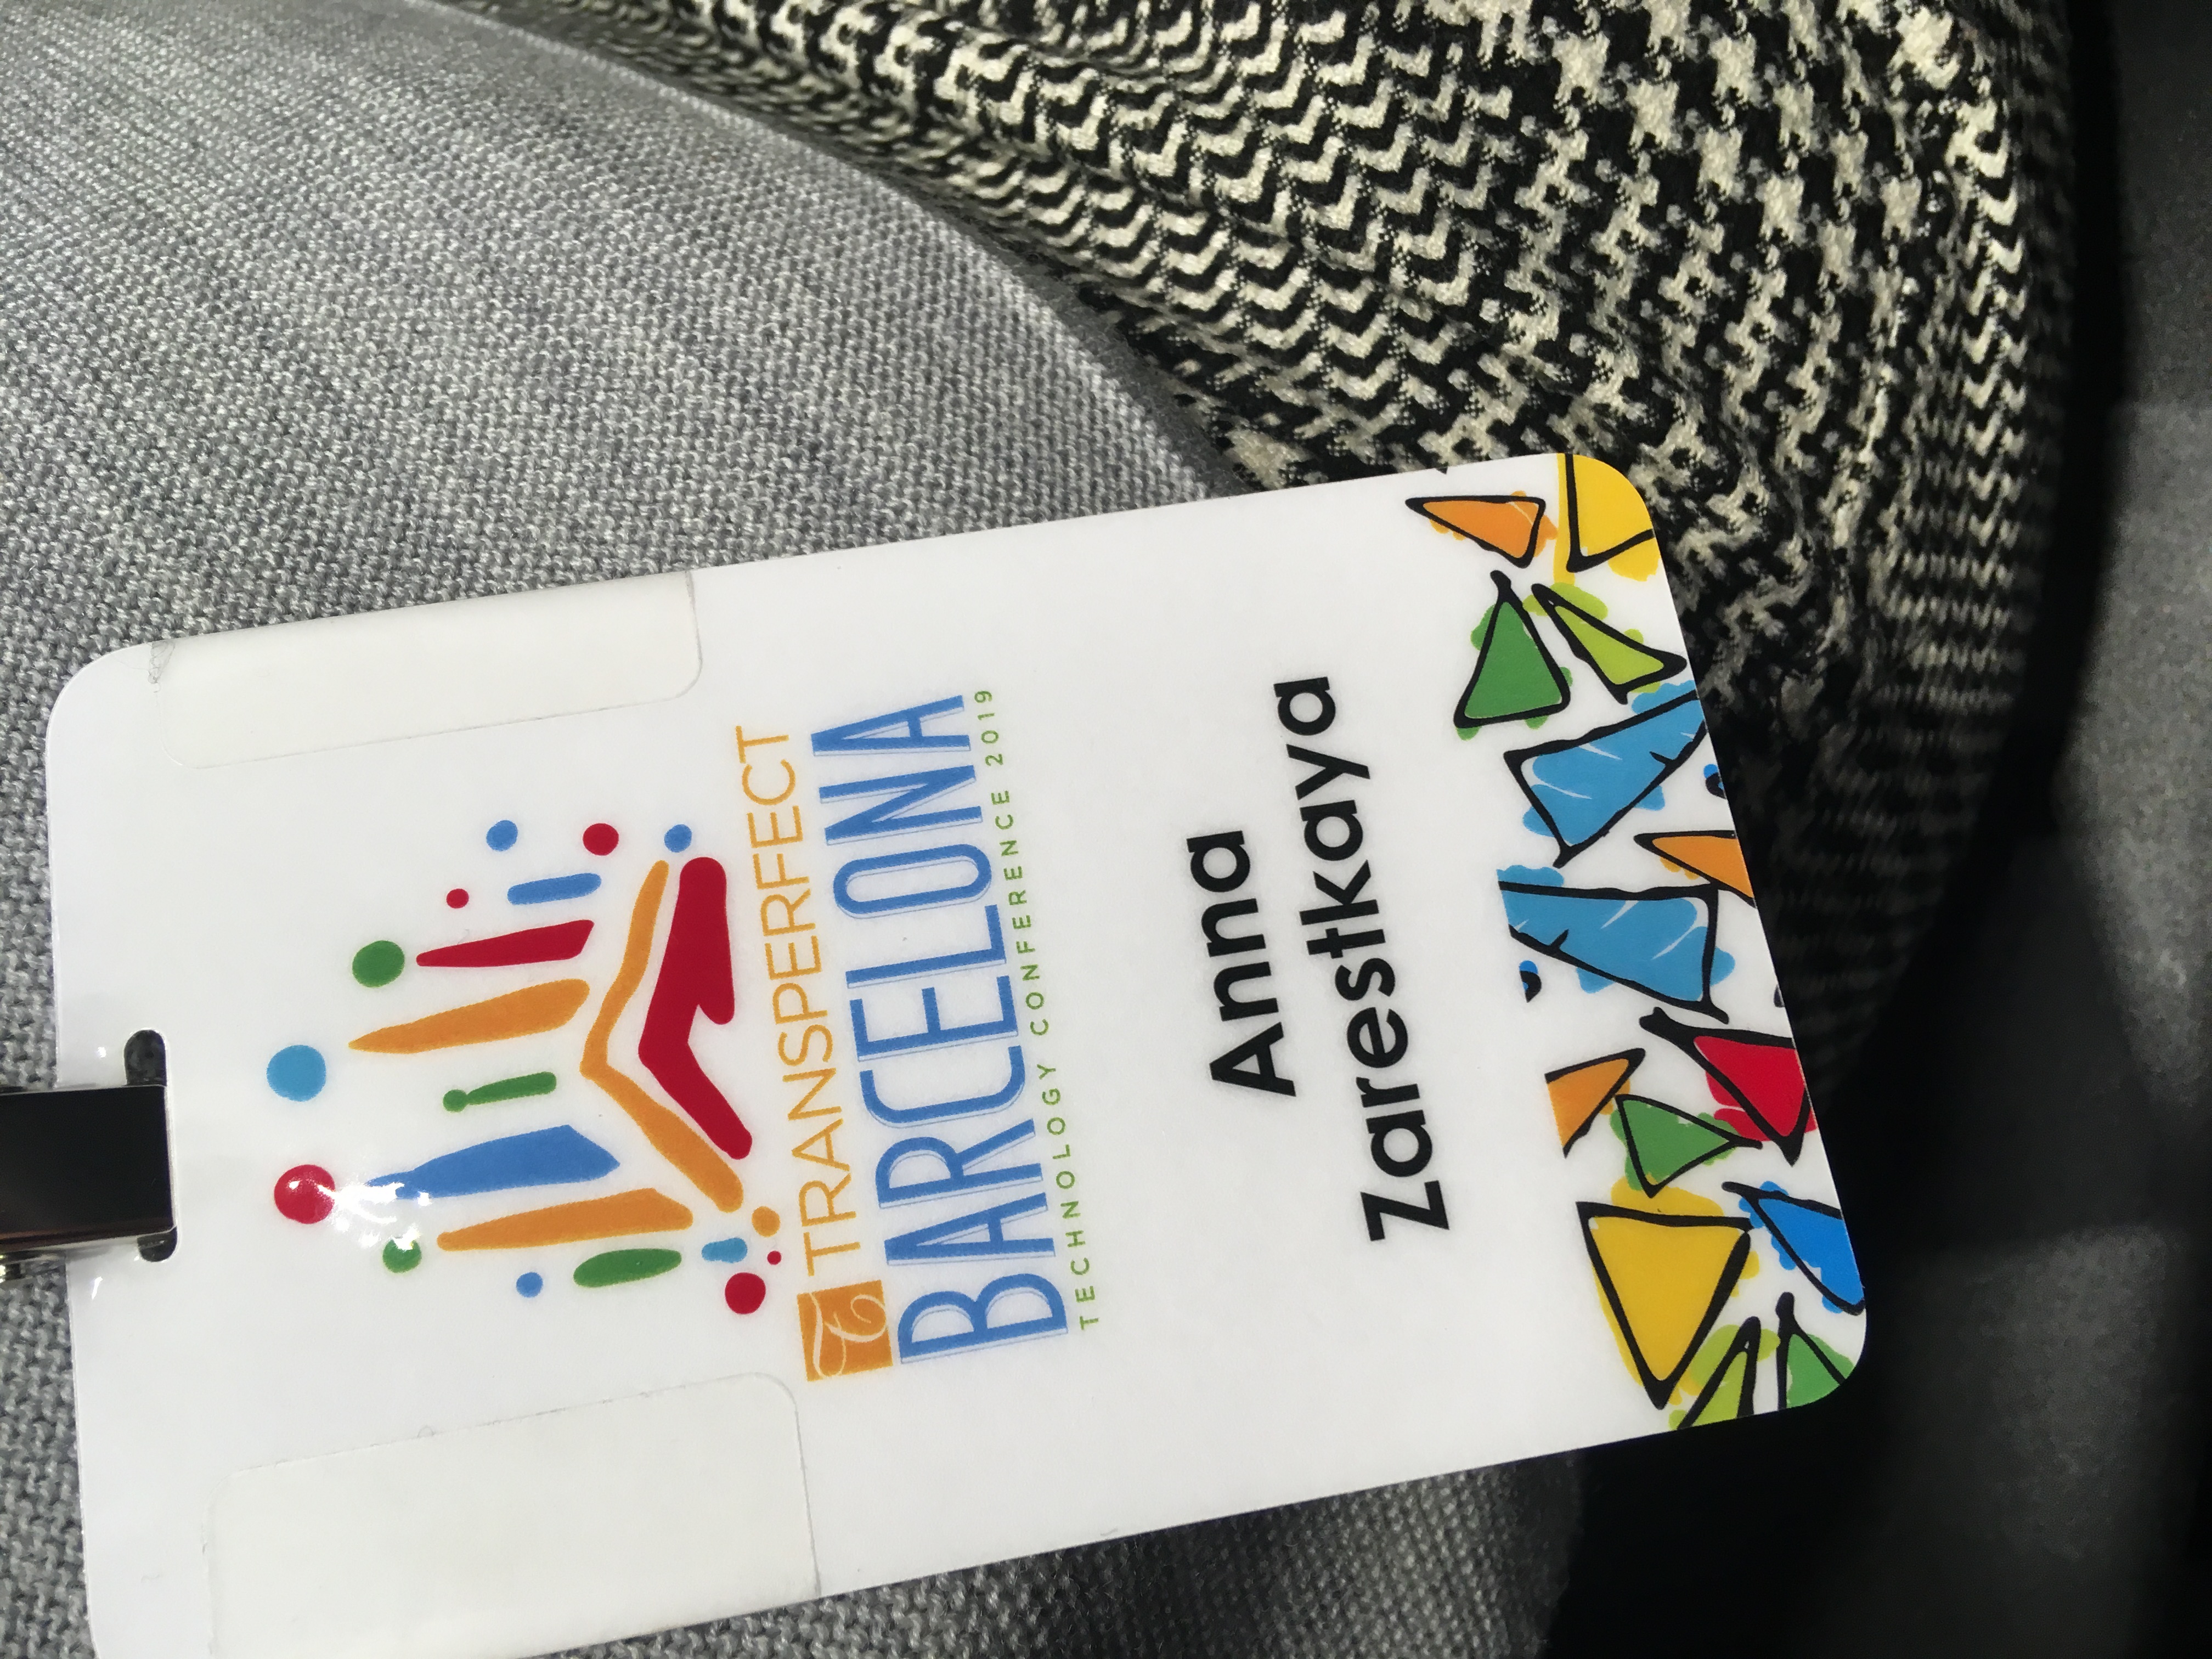 TRANSPERFECT
BARCELONA
TECHNOLOGY CONFERENCE 2019
Anna
Zarestkaya